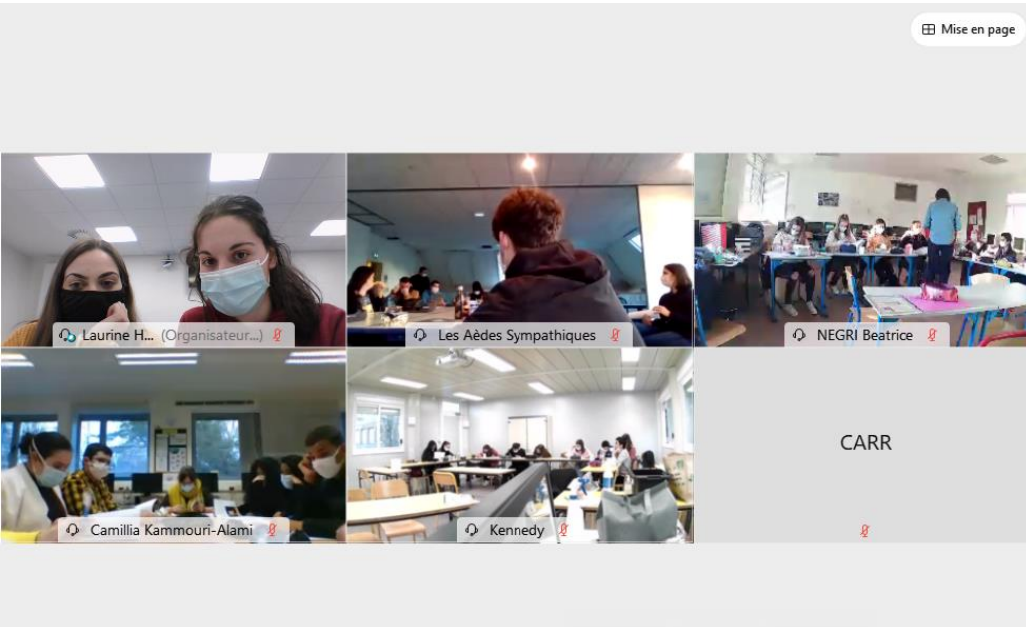 Mise en page
Laurine H... (Organisateur...)
Les Aèdes Sympathiques
NEGRI Beatrice
Camillia Kammouri-Alami
Kennedy
CARR